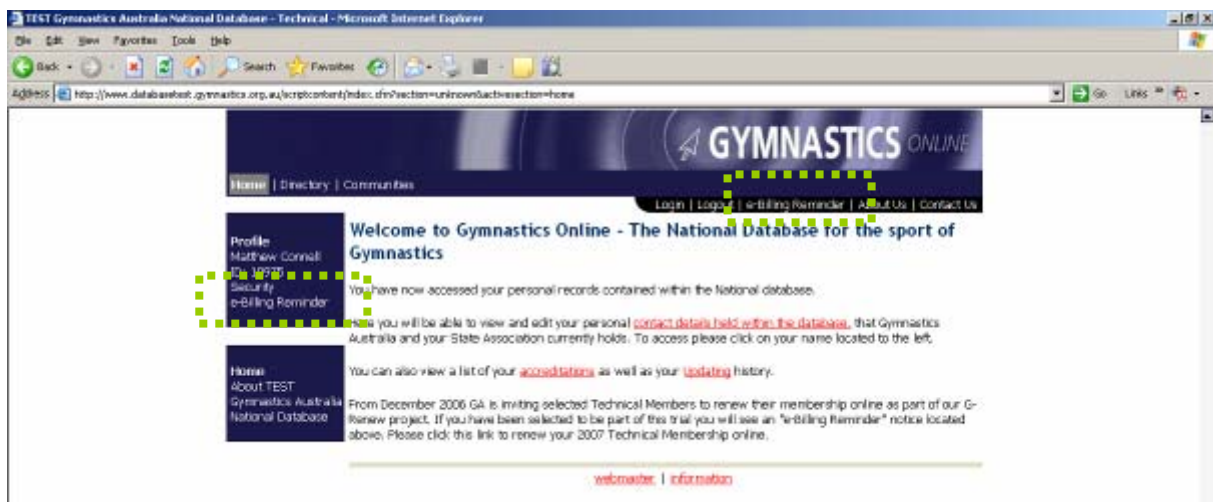 TEST Gymnastics Australia National Database - Technical - Microsoft Internet Explorer
File Edit View Favorites Tools Help
Back Search Favorites
Address http://www.databasetest.gymnastics.org.au/scriptcontent/index.cfm?section=unknown&activesection=home Go Links
GYMNASTICS ONLINE
Home | Directory | Communities
Login | Logout | e-Billing Reminder | About Us | Contact Us
Profile
Matthew Connell
Security
e-Billing Reminder
Home
About TEST
Gymnastics Australia
National Database
Welcome to Gymnastics Online - The National Database for the sport of
Gymnastics
You have now accessed your personal records contained within the National database.
Here you will be able to view and edit your personal contact details held within the database, that Gymnastics
Australia and your State Association currently holds. To access please click on your name located to the left.
You can also view a list of your accreditations as well as your updating history.
From December 2006 GA is inviting selected Technical Members to renew their membership online as part of our G-
Renew project. If you have been selected to be part of this trial you will see an "e-Billing Reminder" notice located
above. Please click this link to renew your 2007 Technical Membership online.
webmaster | information